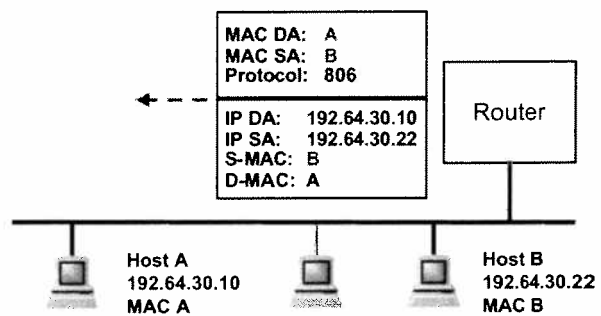 MAC DA: A
MAC SA: B
Protocol: 806
IP DA: 192.64.30.10
IP SA: 192.64.30.22
S-MAC: B
D-MAC: A
Router
Host A
192.64.30.10
MAC A
Host B
192.64.30.22
MAC B